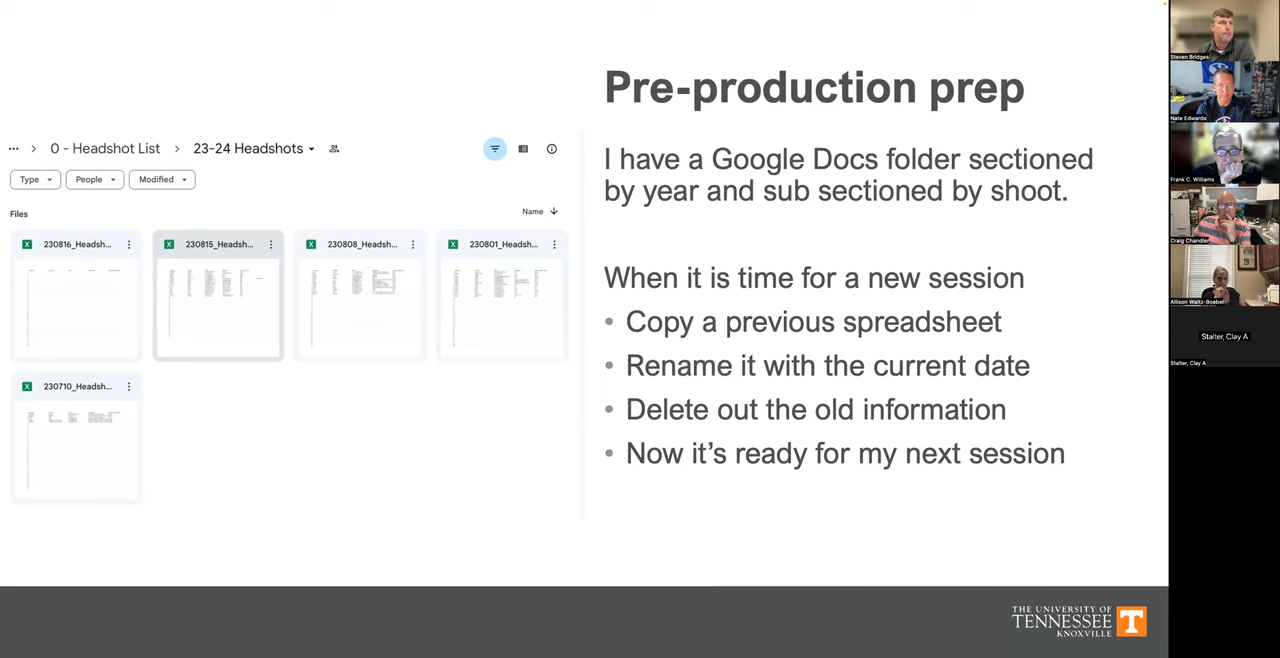 Pre-production prep
0 - Headshot List
23-24 Headshots
Type
People
Modified
Files
Name
230816_Headsh...
230815_Headsh...
230808_Headsh...
230801_Headsh...
230710_Headsh...
I have a Google Docs folder sectioned
by year and sub sectioned by shoot.
When it is time for a new session
• Copy a previous spreadsheet
• Rename it with the current date
• Delete out the old information
• Now it's ready for my next session
THE UNIVERSITY OF
TENNESSEE
KNOXVILLE
T
Steven Bridges
Nate Edwards
Frank C. Williams
Craig Chandler
Allison Waltz-Boebel
Stalter, Clay A
Stalter, Clay A